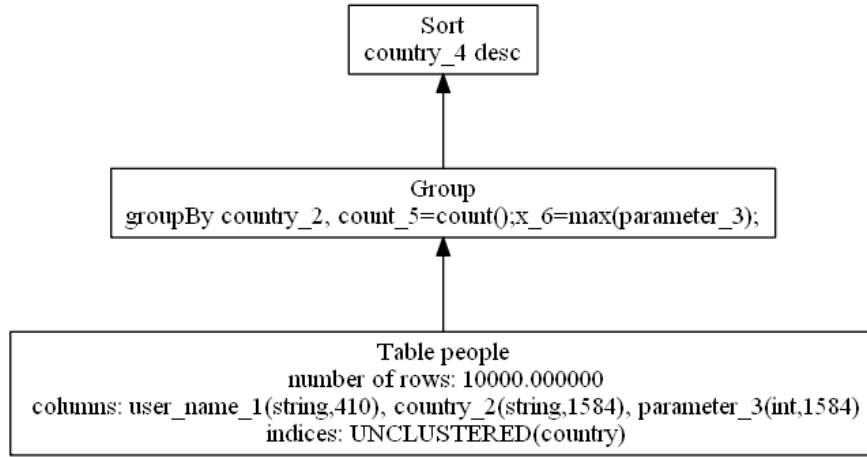 Sort
country_4 desc
Group
groupBy country_2, count_5=count();x_6=max(parameter_3);
Table people
number of rows: 10000.000000
columns: user_name_1(string,410), country_2(string,1584), parameter_3(int,1584)
indices: UNCLUSTERED(country)